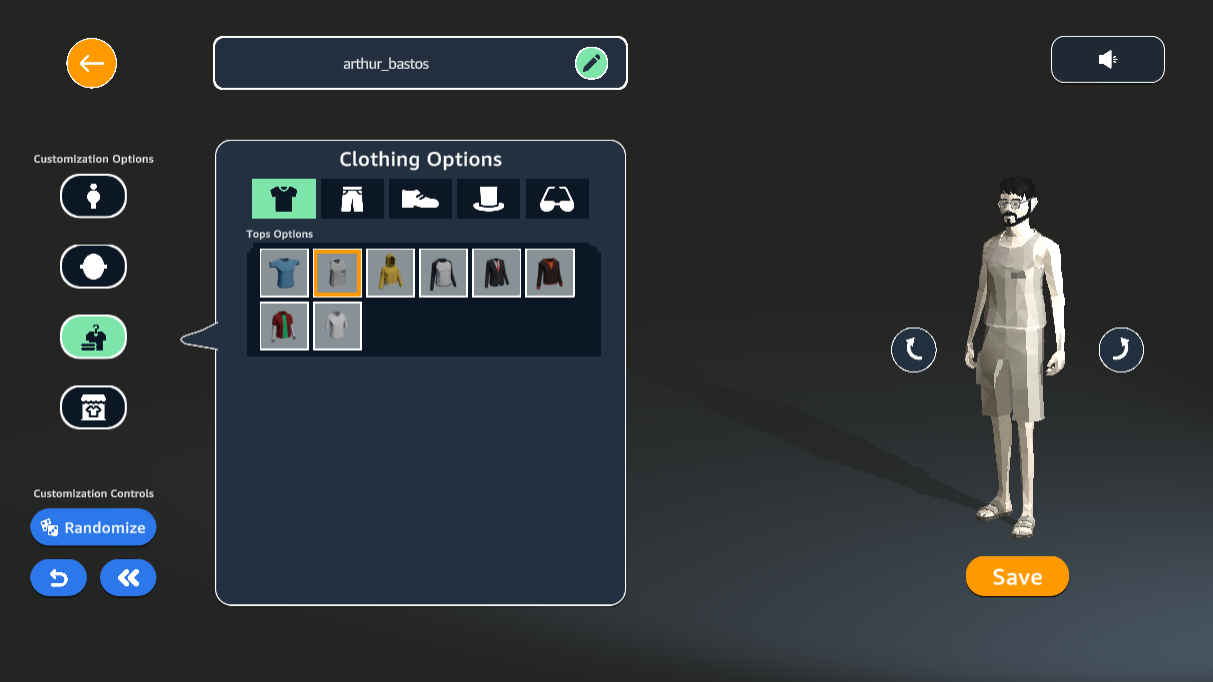 arthur_bastos
Customization Options
Clothing Options
Tops Options
Customization Controls
Randomize
Save